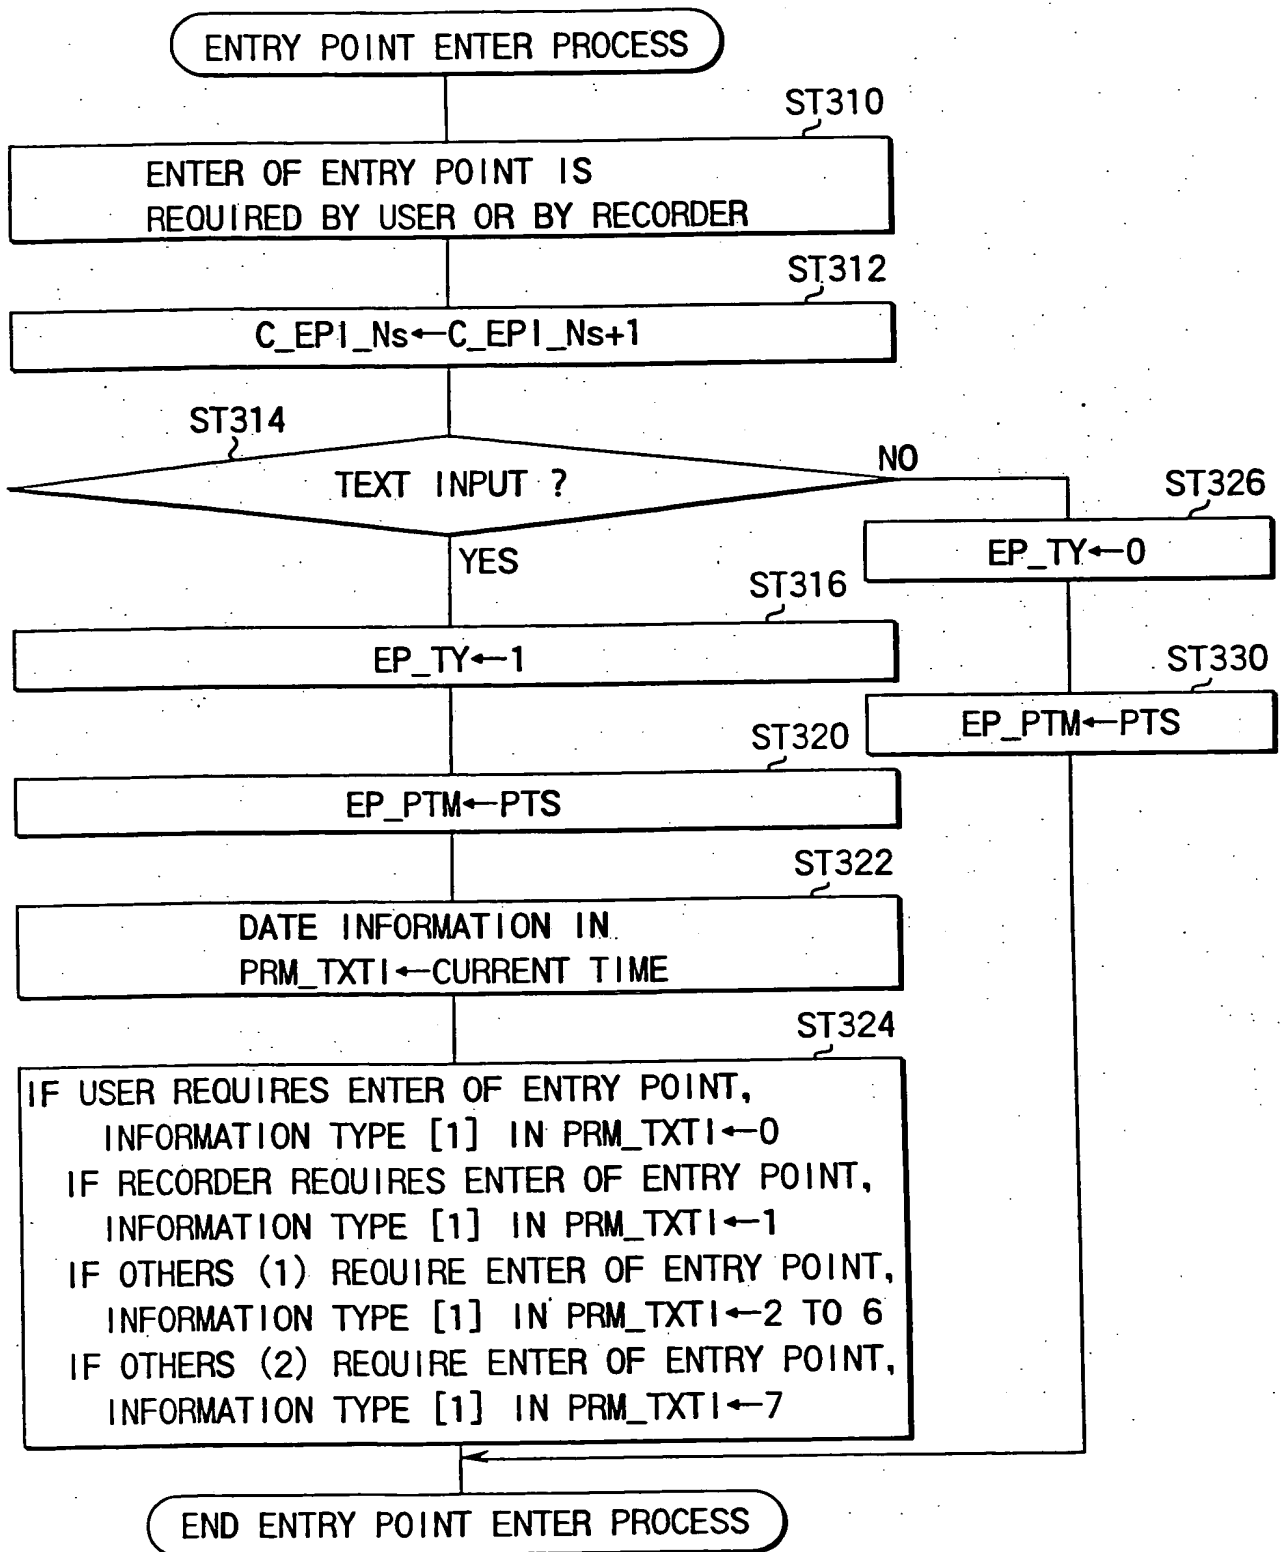 ENTRY POINT ENTER PROCESS
ST310
ENTER OF ENTRY POINT IS
REQUIRED BY USER OR BY RECORDER
ST312
C_EPI_Ns←C_EPI_Ns+1
ST314
TEXT INPUT ?
NO
YES
ST326
EP_TY←0
ST316
EP_TY←1
ST330
EP_PTM←PTS
ST320
EP_PTM←PTS
ST322
DATE INFORMATION IN
PRM_TXTI←CURRENT TIME
ST324
IF USER REQUIRES ENTER OF ENTRY POINT,
INFORMATION TYPE [1] IN PRM_TXTI←0
IF RECORDER REQUIRES ENTER OF ENTRY POINT,
INFORMATION TYPE [1] IN PRM_TXTI←1
IF OTHERS (1) REQUIRE ENTER OF ENTRY POINT,
INFORMATION TYPE [1] IN PRM_TXTI←2 TO 6
IF OTHERS (2) REQUIRE ENTER OF ENTRY POINT,
INFORMATION TYPE [1] IN PRM_TXTI←7
END ENTRY POINT ENTER PROCESS